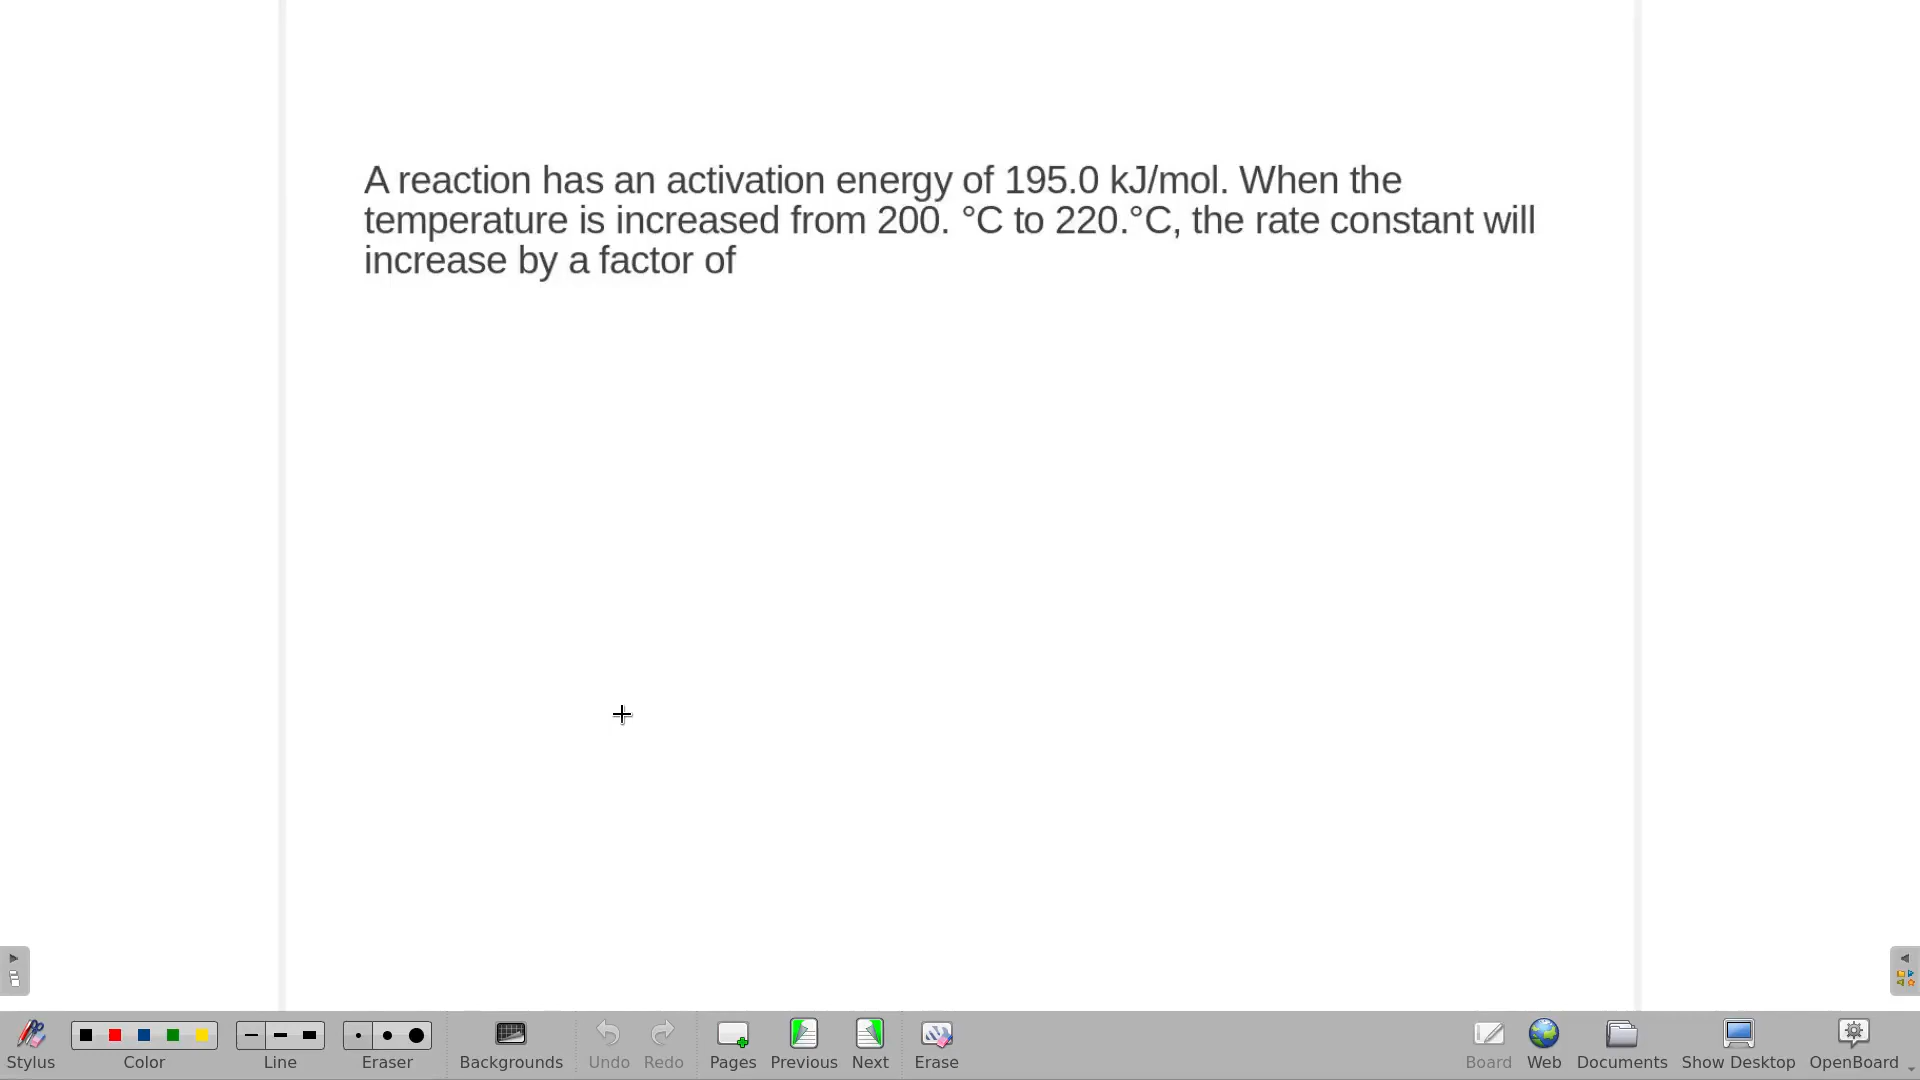 A reaction has an activation energy of 195.0 kJ/mol. When the
temperature is increased from 200. °C to 220.°C, the rate constant will
increase by a factor of
Stylus
Color
Line
Eraser
Backgrounds
Undo
Redo
Pages
Previous
Next
Erase
Board
Web
Documents
Show Desktop
OpenBoard